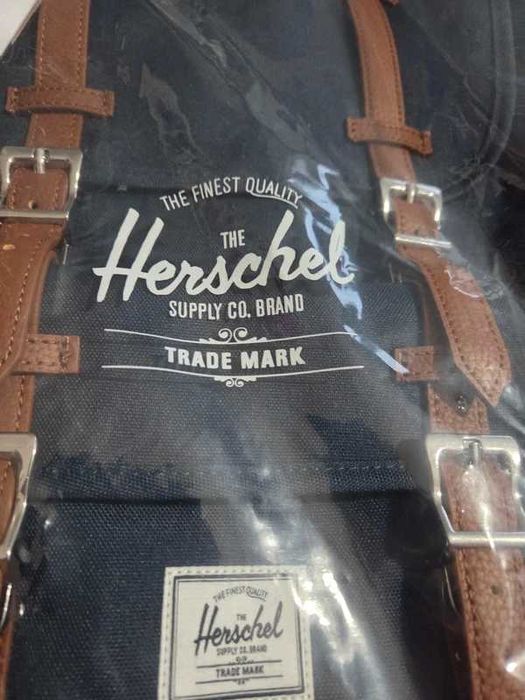 THE FINEST QUALITY
THE
Herschel
SUPPLY CO. BRAND
TRADE MARK
THE FINEST QUALITY
THE
Herschel
SUPPLY CO. BRAND
TRADE MARK